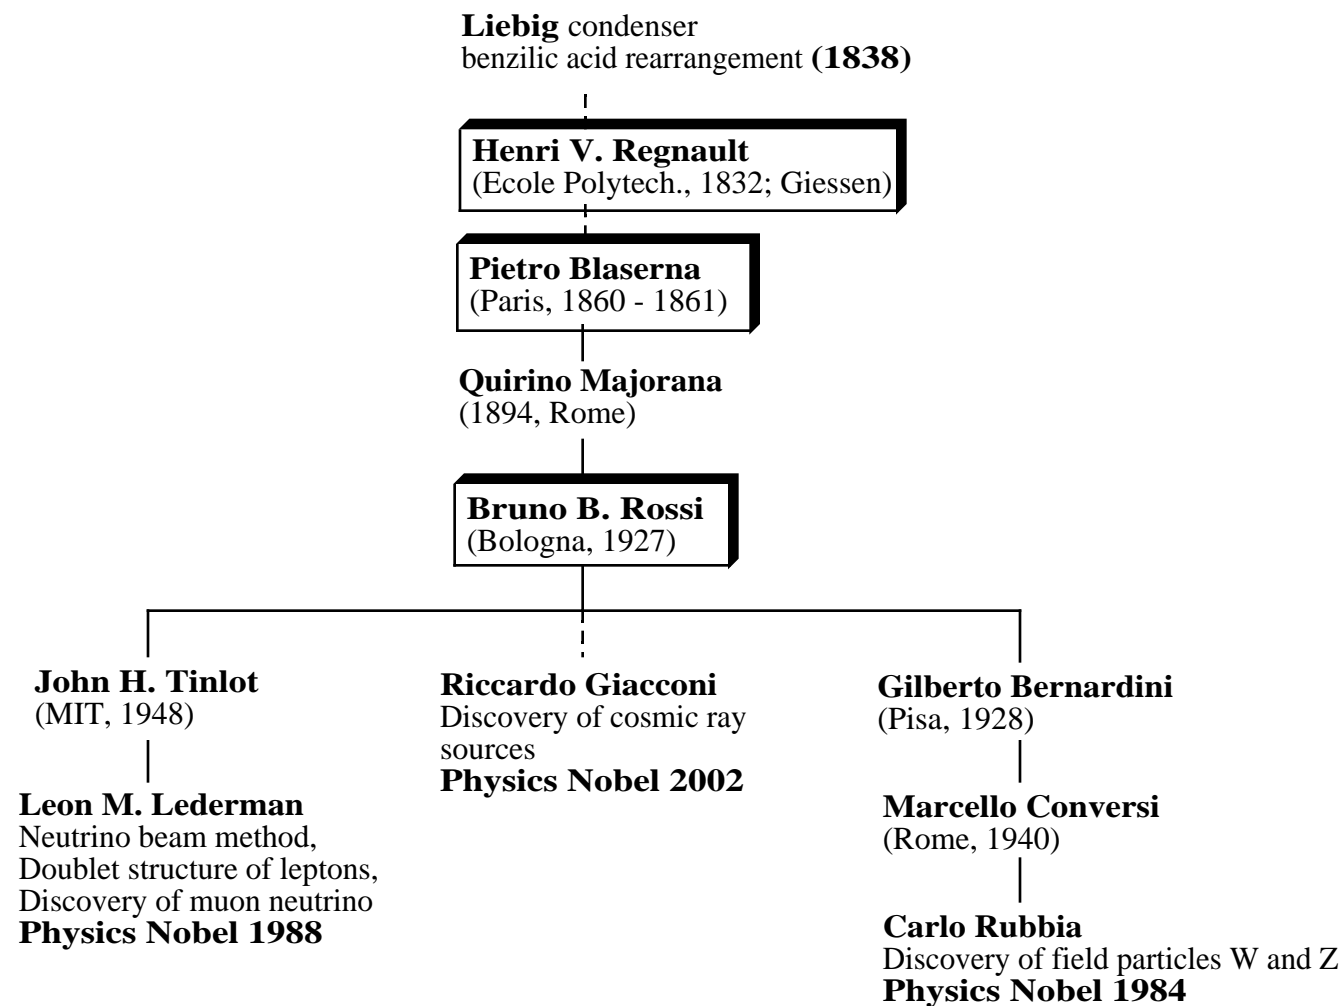 Liebig condenser
benzilic acid rearrangement (1838)
Henri V. Regnault
(Ecole Polytech., 1832; Giessen)
Pietro Blaserna
(Paris, 1860 - 1861)
Quirino Majorana
(1894, Rome)
Bruno B. Rossi
(Bologna, 1927)
John H. Tinlot
(MIT, 1948)
Leon M. Lederman
Neutrino beam method,
Doublet structure of leptons,
Discovery of muon neutrino
Physics Nobel 1988
Riccardo Giacconi
Discovery of cosmic ray
sources
Physics Nobel 2002
Gilberto Bernardini
(Pisa, 1928)
Marcello Conversi
(Rome, 1940)
Carlo Rubbia
Discovery of field particles W and Z
Physics Nobel 1984